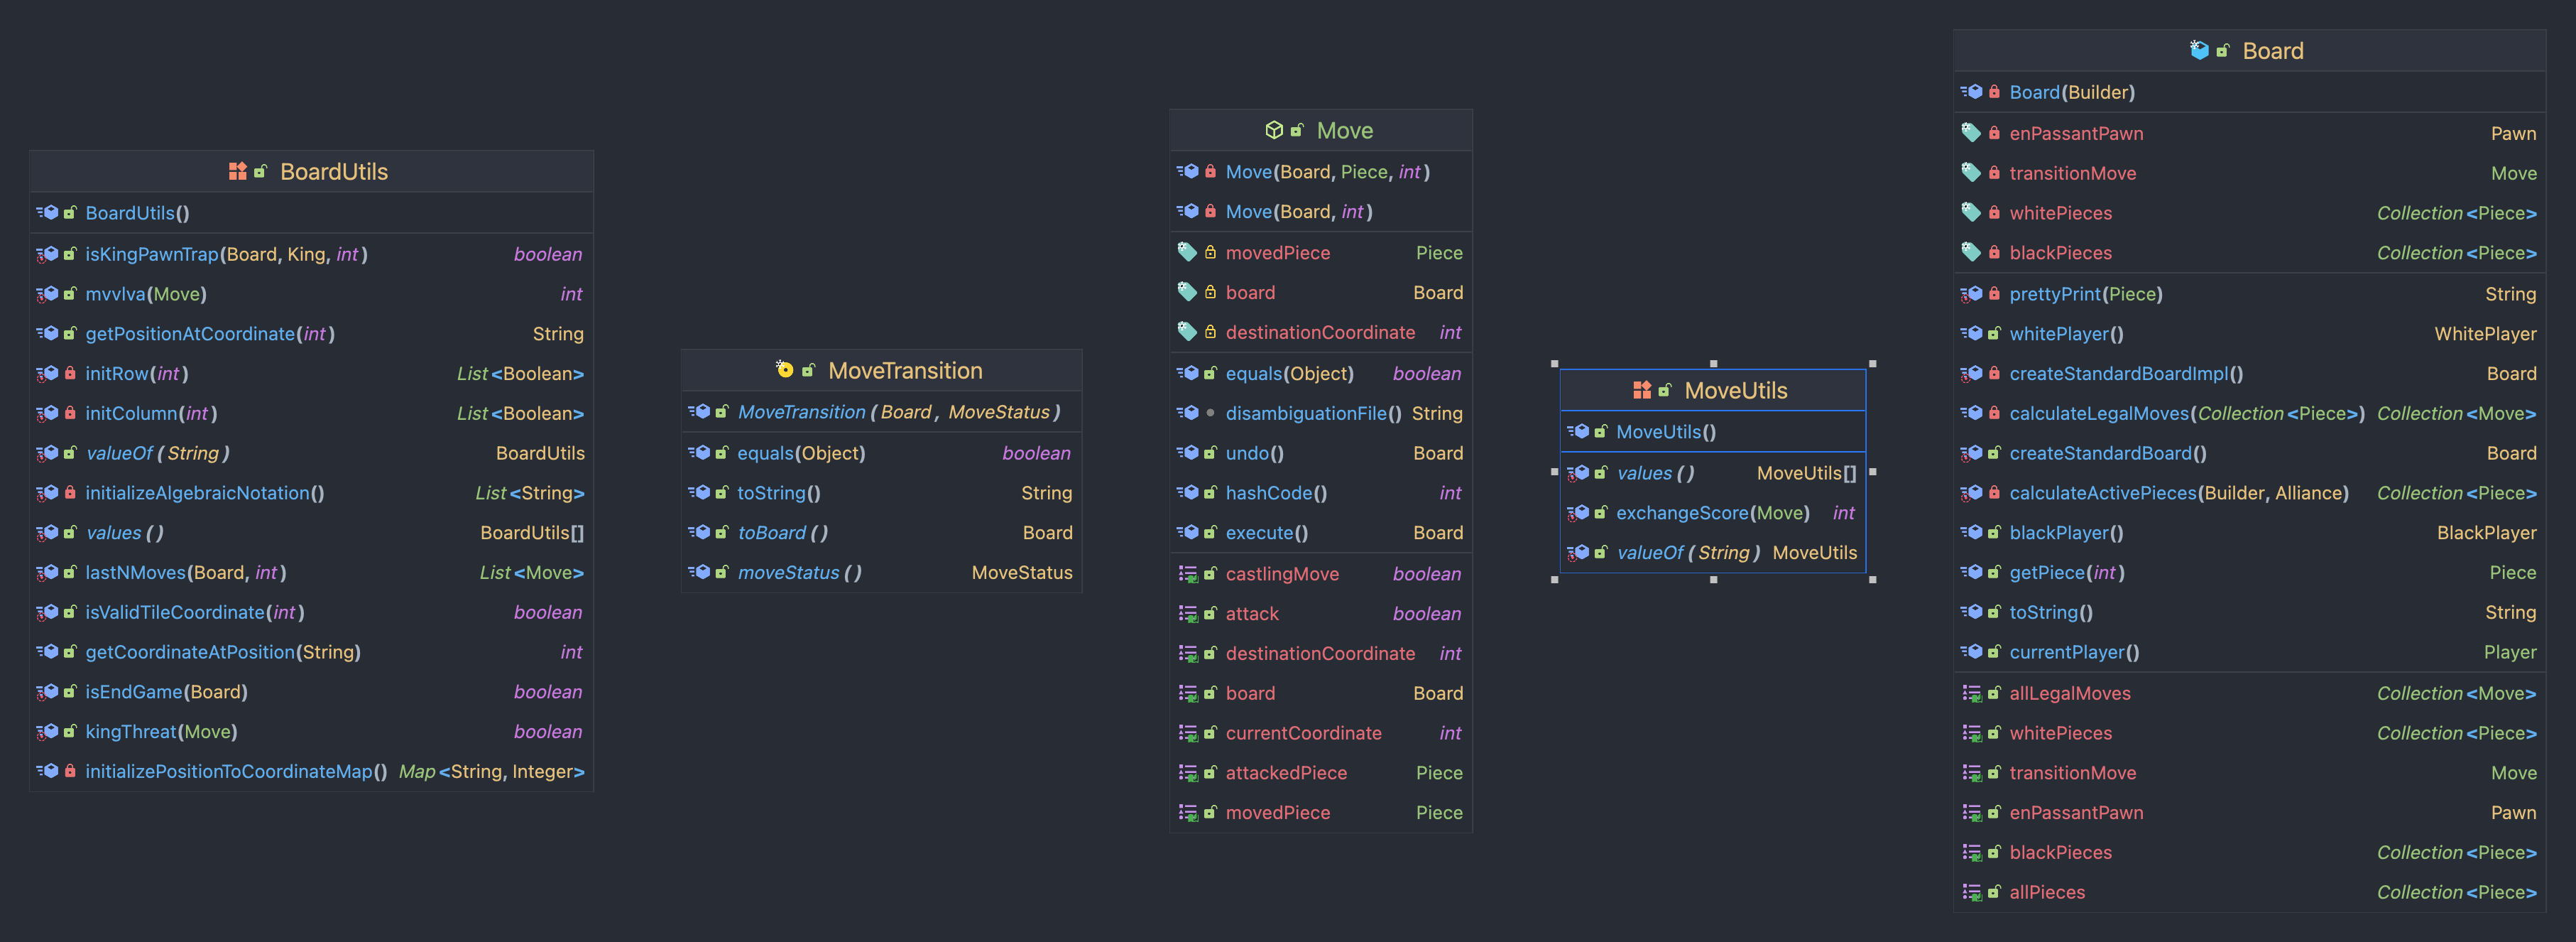 BoardUtils
BoardUtils()
isKingPawnTrap(Board, King, int) boolean
mvvlva(Move) int
getPositionAtCoordinate(int) String
initRow(int) List<Boolean>
initColumn(int) List<Boolean>
valueOf(String) BoardUtils
initializeAlgebraicNotation() List<String>
values() BoardUtils[]
lastNMoves(Board, int) List<Move>
isValidTileCoordinate(int) boolean
getCoordinateAtPosition(String) int
isEndGame(Board) boolean
kingThreat(Move) boolean
initializePositionToCoordinateMap() Map<String, Integer>
MoveTransition
MoveTransition(Board, MoveStatus)
equals(Object) boolean
toString() String
toBoard() Board
moveStatus() MoveStatus
Move
Move(Board, Piece, int)
Move(Board, int)
movedPiece Piece
board Board
destinationCoordinate int
equals(Object) boolean
disambiguationFile() String
undo() Board
hashCode() int
execute() Board
castlingMove boolean
attack boolean
destinationCoordinate int
board Board
currentCoordinate int
attackedPiece Piece
movedPiece Piece
MoveUtils
MoveUtils()
values() MoveUtils[]
exchangeScore(Move) int
valueOf(String) MoveUtils
Board
Board(Builder)
enPassantPawn Pawn
transitionMove Move
whitePieces Collection<Piece>
blackPieces Collection<Piece>
prettyPrint(Piece) String
whitePlayer() WhitePlayer
createStandardBoardImpl() Board
calculateLegalMoves(Collection<Piece>) Collection<Move>
createStandardBoard() Board
calculateActivePieces(Builder, Alliance) Collection<Piece>
blackPlayer() BlackPlayer
getPiece(int) Piece
toString() String
currentPlayer() Player
allLegalMoves Collection<Move>
whitePieces Collection<Piece>
transitionMove Move
enPassantPawn Pawn
blackPieces Collection<Piece>
allPieces Collection<Piece>